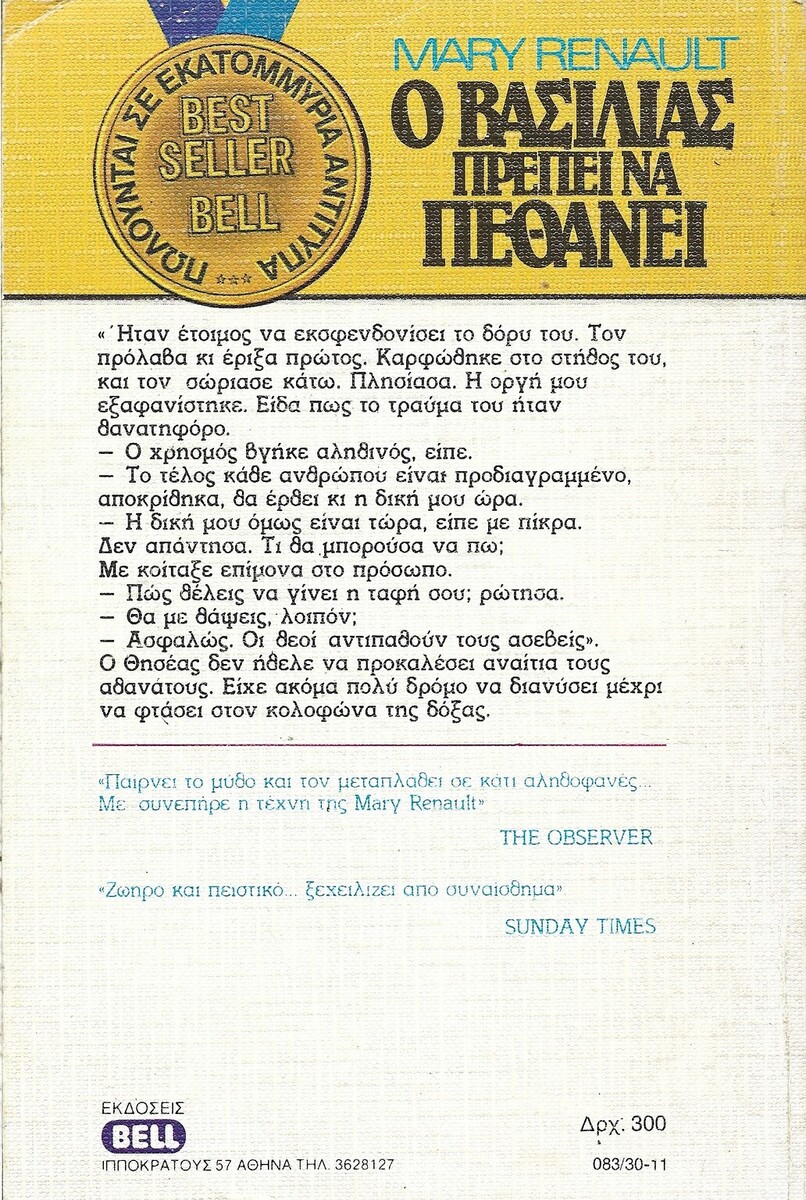 ΠΩΛΟΥΝΤΑΙ ΣΕ ΕΚΑΤΟΜΜΥΡΙΑ ΑΝΤΙΤΥΠΑ
BEST
SELLER
BELL
MARY RENAULT
Ο ΒΑΣΙΛΙΑΣ
ΠΡΕΠΕΙ ΝΑ
ΠΕΘΑΝΕΙ
«Ήταν έτοιμος να εκσφενδονίσει το δόρυ του. Τον
πρόλαβα κι έριξα πρώτος. Καρφώθηκε στο στήθος του,
και τον σώριασε κάτω. Πλησίασα. Η οργή μου
εξαφανίστηκε. Είδα πως το τραύμα του ήταν
θανατηφόρο.
— Ο χρησμός βγήκε αληθινός, είπε.
— Το τέλος κάθε ανθρώπου είναι προδιαγραμμένο,
αποκρίθηκα, θα έρθει κι η δική μου ώρα.
— Η δική μου όμως είναι τώρα, είπε με πίκρα.
Δεν απάντησα. Τι θα μπορούσα να πω;
Με κοίταξε επίμονα στο πρόσωπο.
— Πώς θέλεις να γίνει η ταφή σου; ρώτησα.
— Θα με θάψεις, λοιπόν;
— Ασφαλώς. Οι θεοί αντιπαθούν τους ασεβείς».
Ο Θησέας δεν ήθελε να προκαλέσει αναίτια τους
αθανάτους. Είχε ακόμα πολύ δρόμο να διανύσει μέχρι
να φτάσει στον κολοφώνα της δόξας.
«Παίρνει το μύθο και τον μεταπλάθει σε κάτι αληθοφανές...
Με συνεπήρε η τέχνη της Mary Renault»
THE OBSERVER
«Ζωηρό και πειστικό... ξεχειλίζει από συναίσθημα»
SUNDAY TIMES
ΕΚΔΟΣΕΙΣ
BELL
ΙΠΠΟΚΡΑΤΟΥΣ 57 ΑΘΗΝΑ ΤΗΛ. 3628127
Δρχ. 300
083/30-11